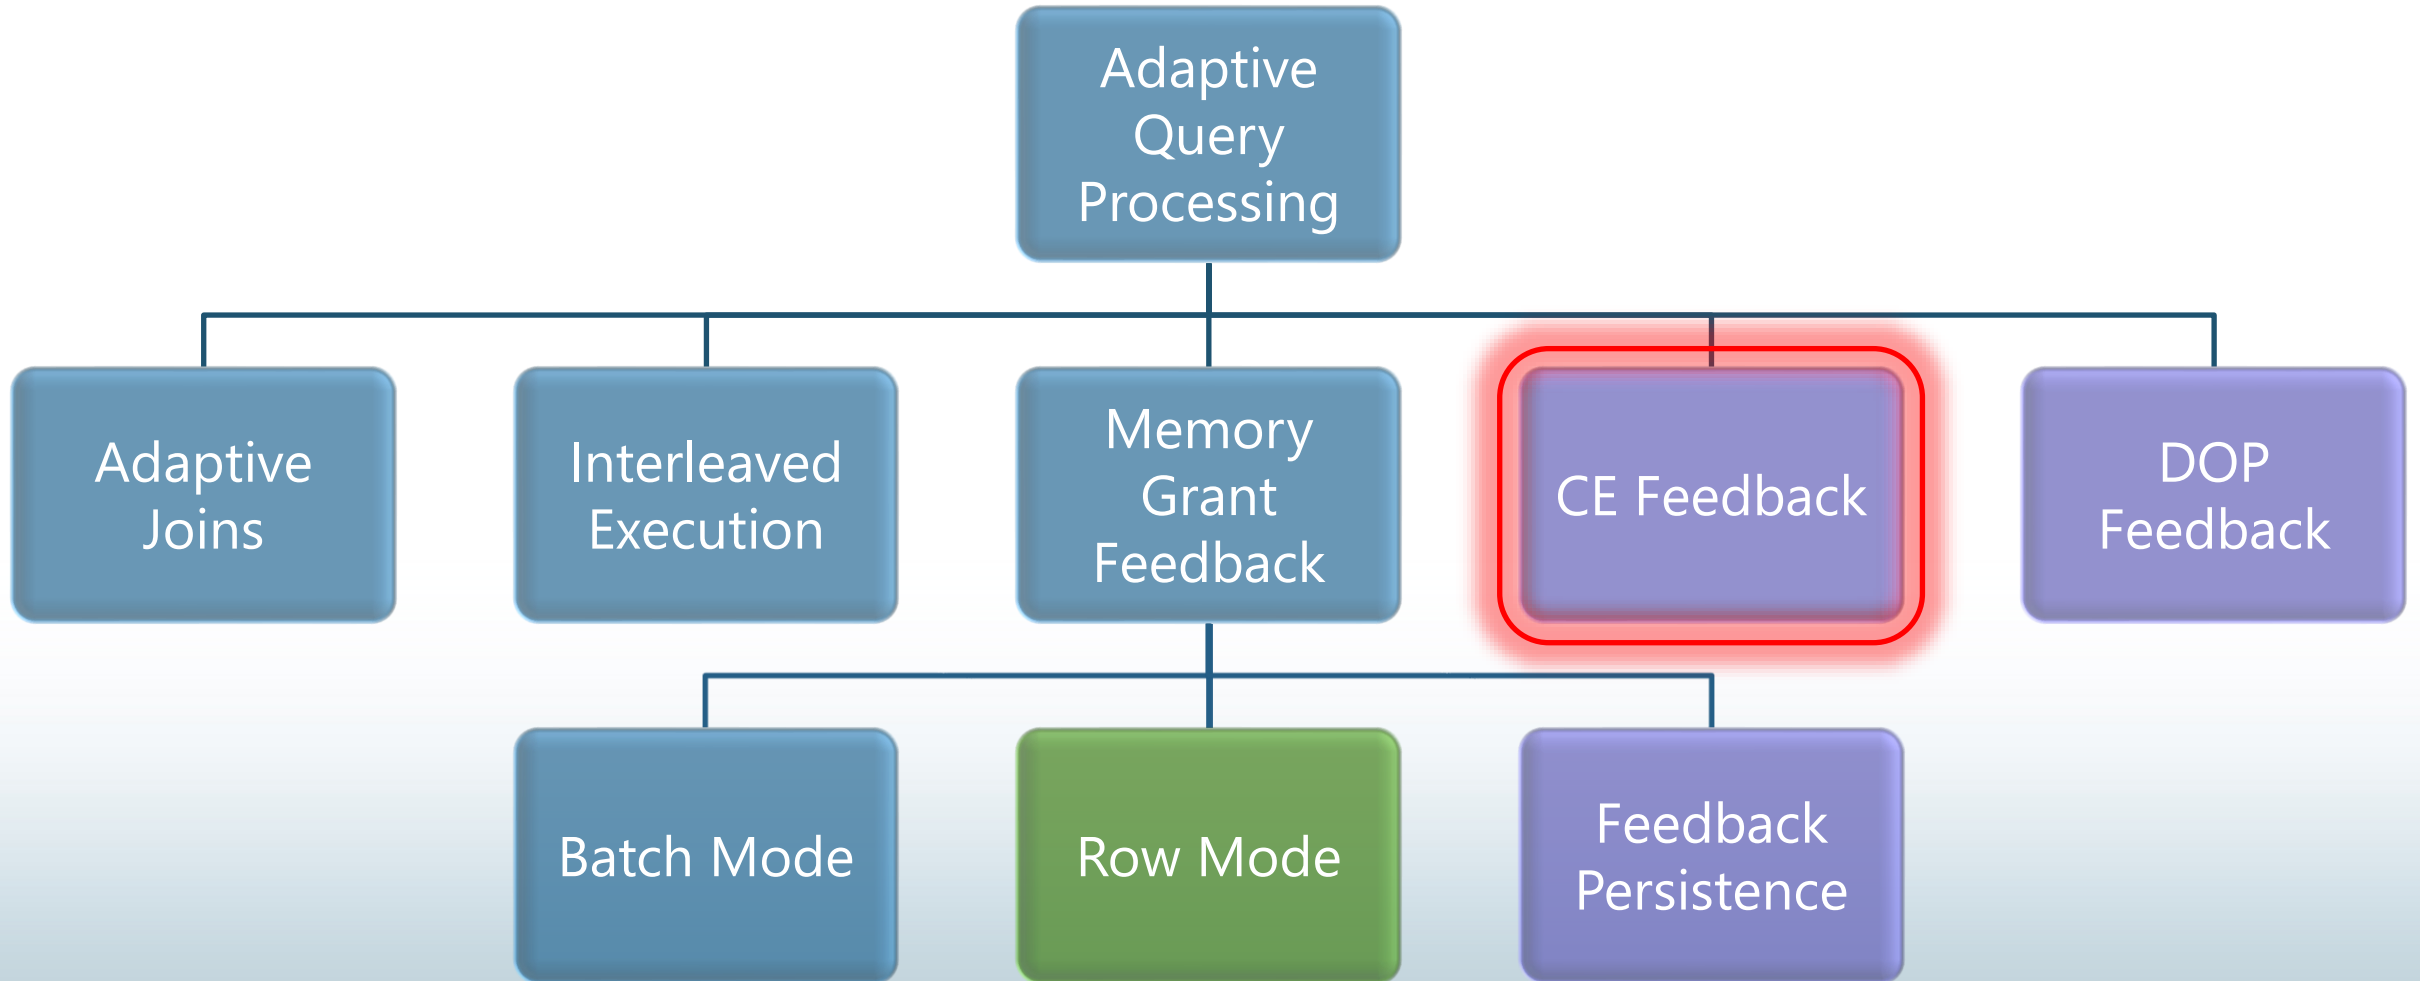 Adaptive
Query
Processing
Adaptive
Joins
Interleaved
Execution
Memory
Grant
Feedback
CE Feedback
DOP
Feedback
Batch Mode
Row Mode
Feedback
Persistence